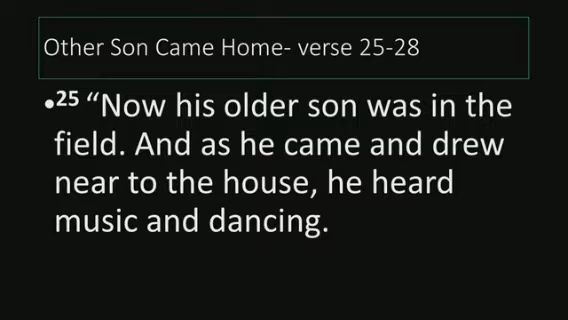 Other Son Came Home- verse 25-28
•25 “Now his older son was in the
field. And as he came and drew
near to the house, he heard
music and dancing.